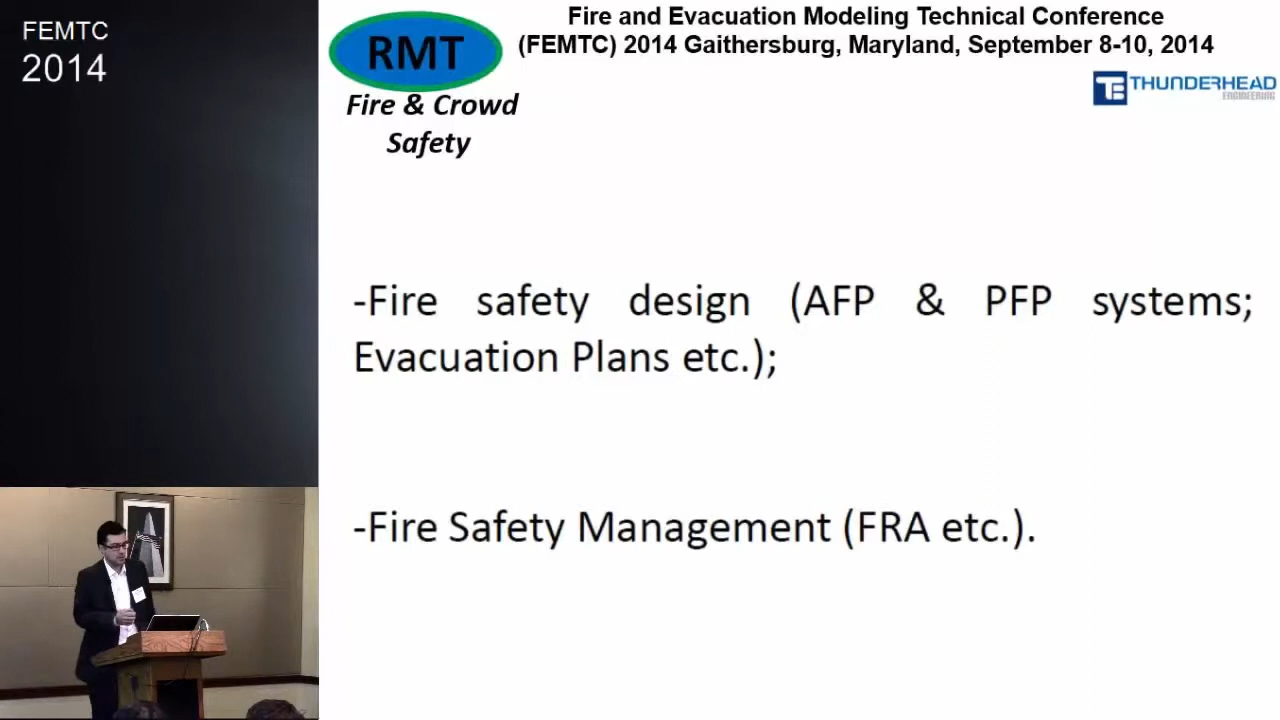 FEMTC
2014
RMT
Fire & Crowd
Safety
Fire and Evacuation Modeling Technical Conference
(FEMTC) 2014 Gaithersburg, Maryland, September 8-10, 2014
THUNDERHEAD
ENGINEERING
-Fire safety design (AFP & PFP systems;
Evacuation Plans etc.);
-Fire Safety Management (FRA etc.).